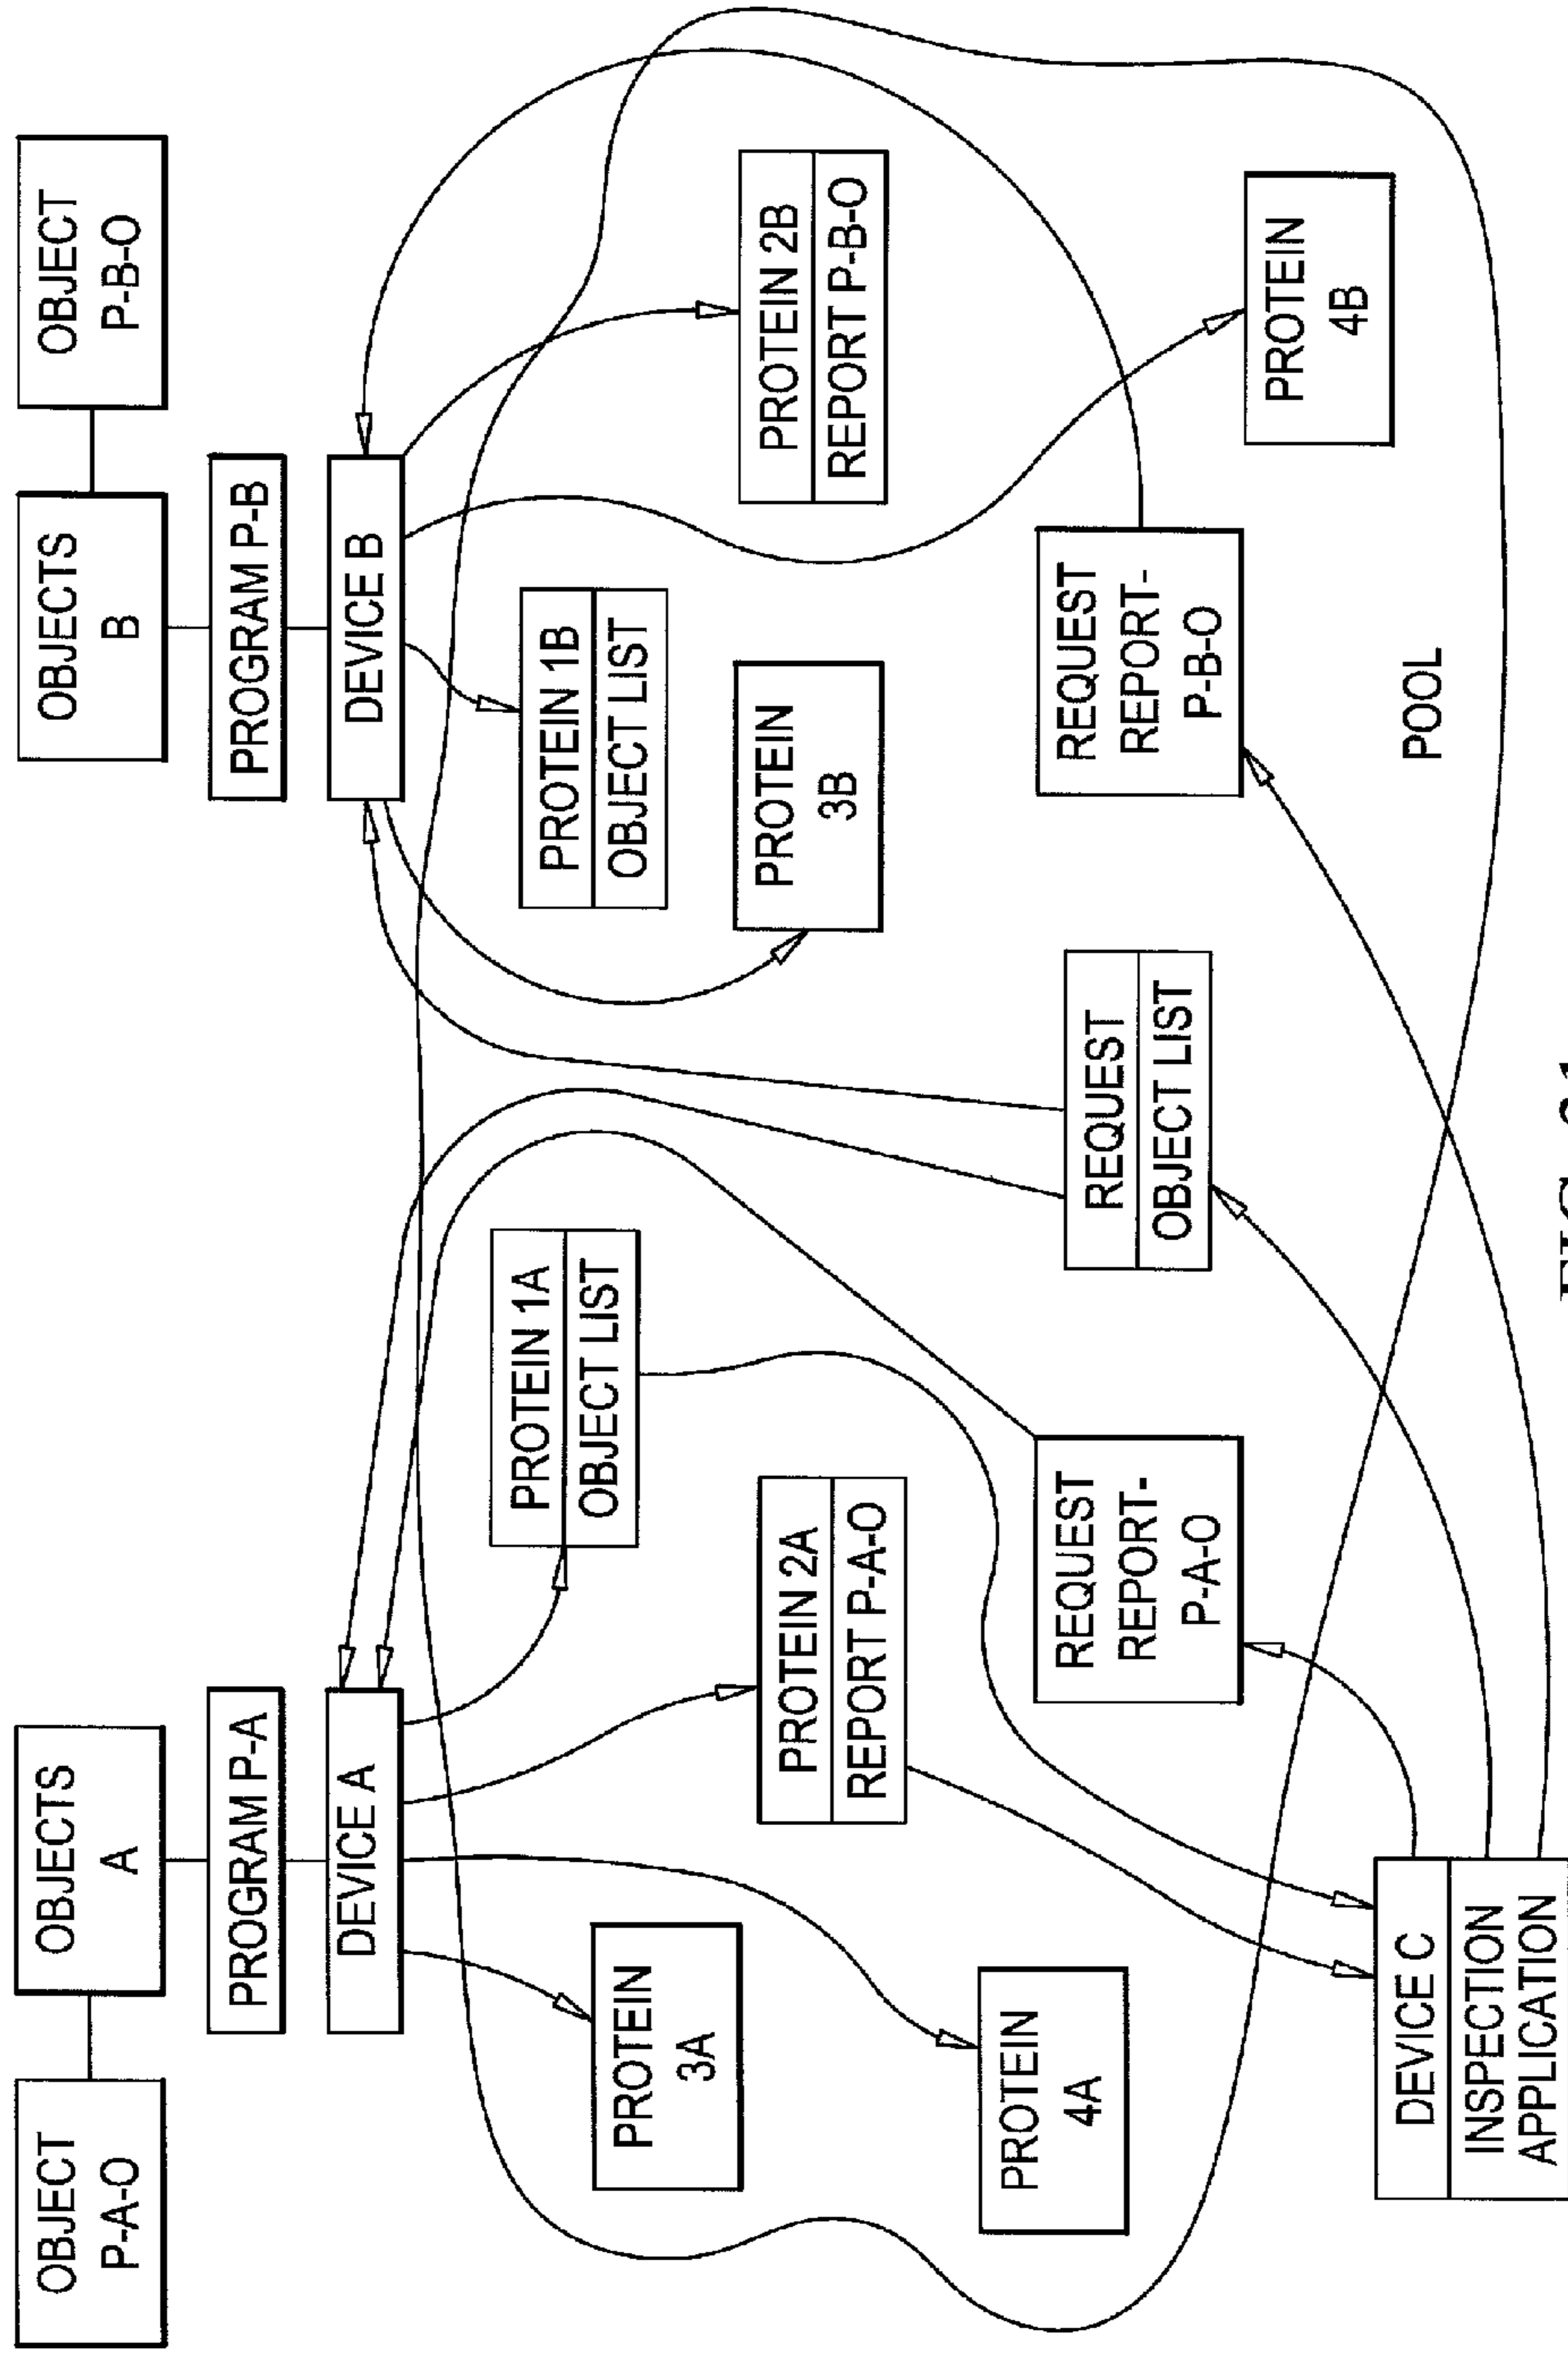 OBJECT
P-A-O
OBJECTS
A
OBJECTS
B
OBJECT
P-B-O
PROGRAM P-A
PROGRAM P-B
DEVICE A
DEVICE B
PROTEIN 1A
OBJECT LIST
PROTEIN 1B
OBJECT LIST
PROTEIN
3A
PROTEIN 2A
REPORT P-A-O
PROTEIN
3B
PROTEIN 2B
REPORT P-B-O
PROTEIN
4A
REQUEST
REPORT-
P-A-O
REQUEST
OBJECT LIST
REQUEST
REPORT-
P-B-O
PROTEIN
4B
DEVICE C
INSPECTION
APPLICATION
POOL